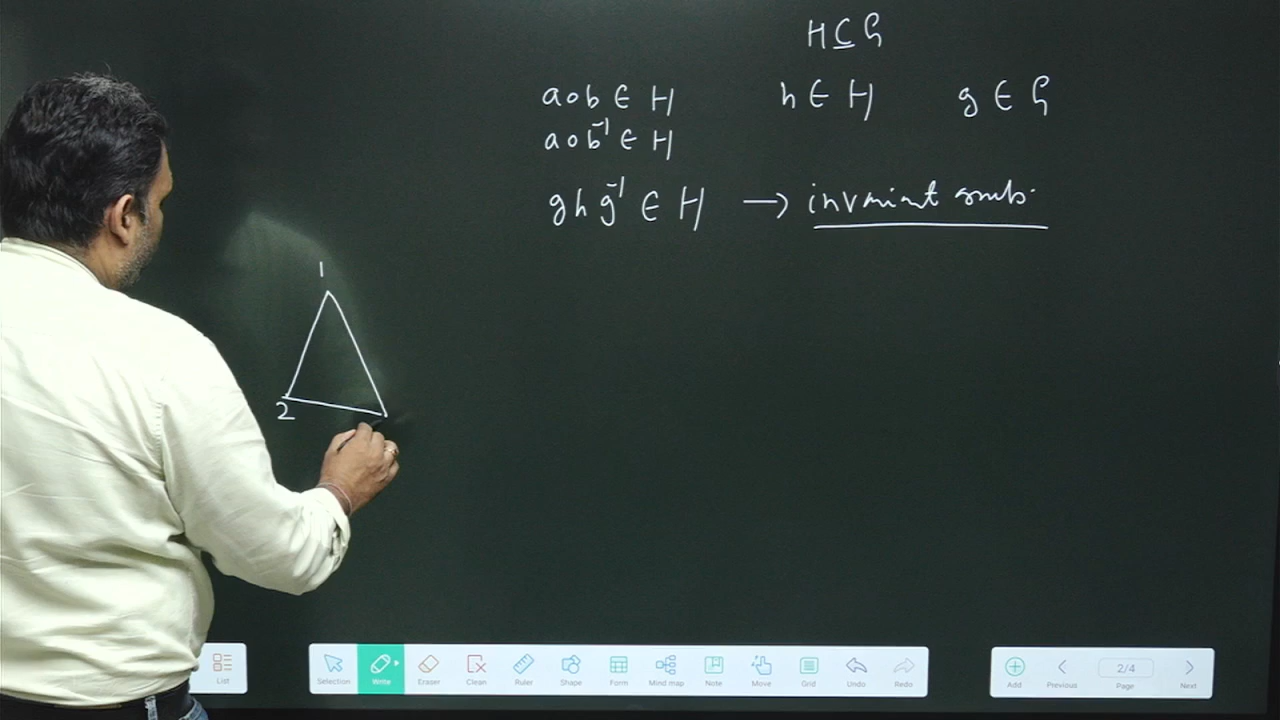 H ⊆ G
a o b ∈ H h ∈ H g ∈ G
a o b⁻¹ ∈ H
g h g⁻¹ ∈ H → invariant sub.
1
2
List Selection Write Eraser Clean Ruler Shape Form Mind map Note Move Grid Undo Redo Add Previous 2/4 Page Next